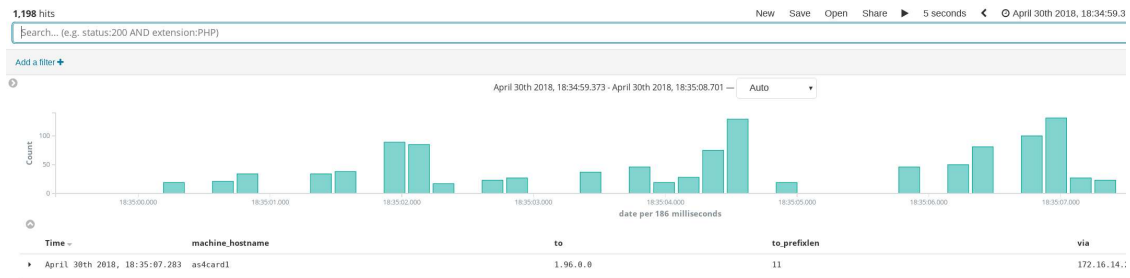 1,198 hits
New Save Open Share 5 seconds April 30th 2018, 18:34:59.3
Search... (e.g. status:200 AND extension:PHP)
Add a filter
April 30th 2018, 18:34:59.373 - April 30th 2018, 18:35:08.701 — Auto
Count
100
50
0
18:35:00.000 18:35:01.000 18:35:02.000 18:35:03.000 18:35:04.000 18:35:05.000 18:35:06.000 18:35:07.000
date per 186 milliseconds
Time machine_hostname to to_prefixlen via
April 30th 2018, 18:35:07.283 as4card1 1.96.0.0 11 172.16.14.2